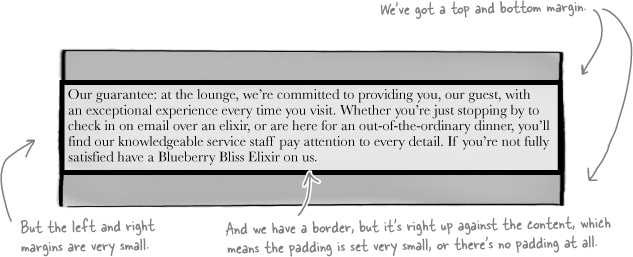 We've got a top and bottom margin.
Our guarantee: at the lounge, we're committed to providing you, our guest, with
an exceptional experience every time you visit. Whether you're just stopping by to
check in on email over an elixir, or are here for an out-of-the-ordinary dinner, you'll
find our knowledgeable service staff pay attention to every detail. If you're not fully
satisfied have a Blueberry Bliss Elixir on us.
But the left and right
margins are very small.
And we have a border, but it's right up against the content, which
means the padding is set very small, or there's no padding at all.